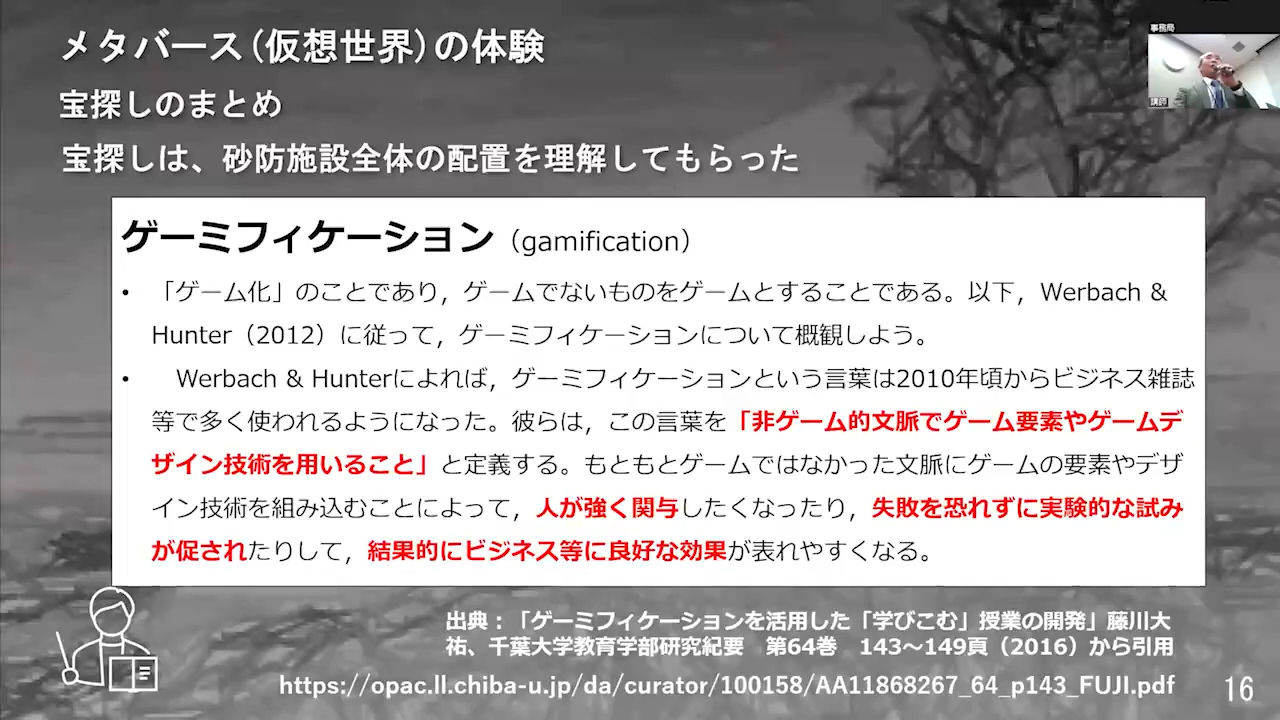 メタバース(仮想世界)の体験
事務局
講師
宝探しのまとめ
宝探しは、砂防施設全体の配置を理解してもらった
ゲーミフィケーション（gamification）
• 「ゲーム化」のことであり，ゲームでないものをゲームとすることである。以下，Werbach &
Hunter（2012）に従って，ゲーミフィケーションについて概観しよう。
• Werbach & Hunterによれば，ゲーミフィケーションという言葉は2010年頃からビジネス雑誌
等で多く使われるようになった。彼らは，この言葉を「非ゲーム的文脈でゲーム要素やゲームデ
ザイン技術を用いること」と定義する。もともとゲームではなかった文脈にゲームの要素やデザ
イン技術を組み込むことによって，人が強く関与したくなったり，失敗を恐れずに実験的な試み
が促されたりして，結果的にビジネス等に良好な効果が表れやすくなる。
出典：「ゲーミフィケーションを活用した「学びこむ」授業の開発」藤川大
祐、千葉大学教育学部研究紀要　第64巻　143〜149頁（2016）から引用
https://opac.ll.chiba-u.jp/da/curator/100158/AA11868267_64_p143_FUJI.pdf
16